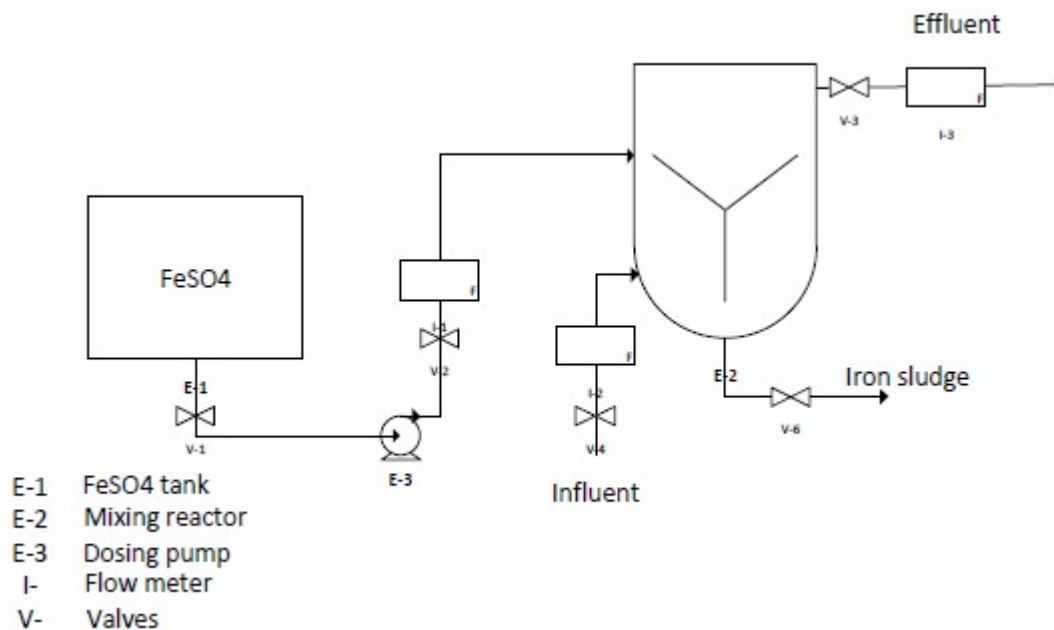 Effluent
F
V-3
I-3
FeSO4
F
I-1
V-2
F
E-1
V-1
E-3
I-2
V-4
Influent
E-2
Iron sludge
V-6
E-1 FeSO4 tank
E-2 Mixing reactor
E-3 Dosing pump
I- Flow meter
V- Valves